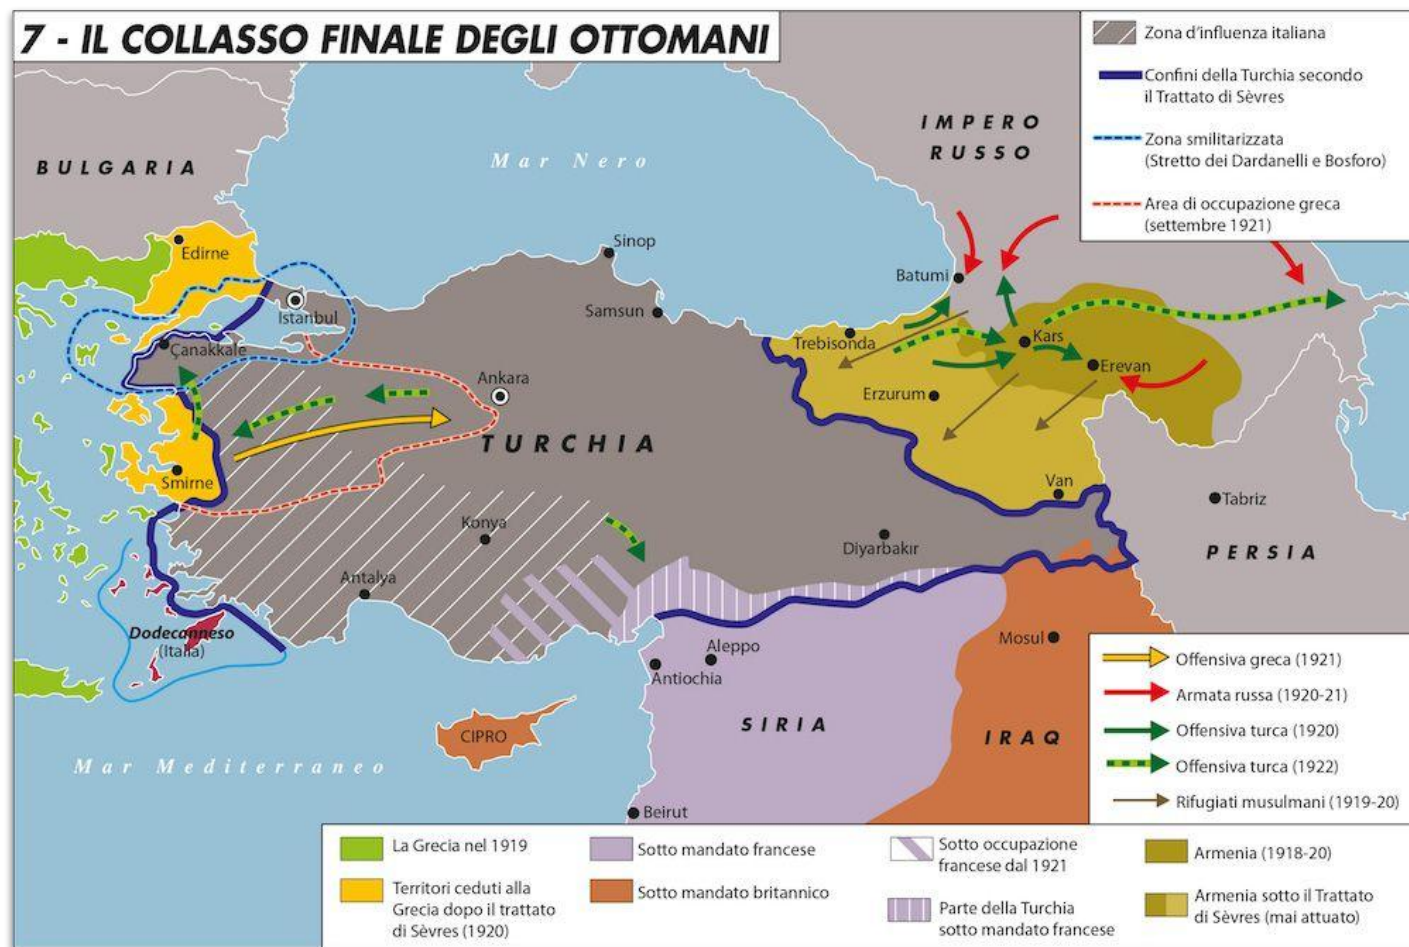 7 - IL COLLASSO FINALE DEGLI OTTOMANI
Zona d'influenza italiana
Confini della Turchia secondo
il Trattato di Sèvres
Zona smilitarizzata
(Stretto dei Dardanelli e Bosforo)
Area di occupazione greca
(settembre 1921)
IMPERO
RUSSO
BULGARIA
Mar Nero
Edirne
Sinop
Batumi
Istanbul
Samsun
Çanakkale
Trebisonda
Kars
Erevan
Ankara
Erzurum
TURCHIA
Smirne
Van
Tabriz
Konya
Diyarbakır
PERSIA
Antalya
Dodecanneso
(Italia)
Mosul
Aleppo
Antiochia
SIRIA
IRAQ
CIPRO
Mar Mediterraneo
Beirut
Offensiva greca (1921)
Armata russa (1920-21)
Offensiva turca (1920)
Offensiva turca (1922)
Rifugiati musulmani (1919-20)
La Grecia nel 1919
Territori ceduti alla
Grecia dopo il trattato
di Sèvres (1920)
Sotto mandato francese
Sotto mandato britannico
Sotto occupazione
francese dal 1921
Parte della Turchia
sotto mandato francese
Armenia (1918-20)
Armenia sotto il Trattato
di Sèvres (mai attuato)